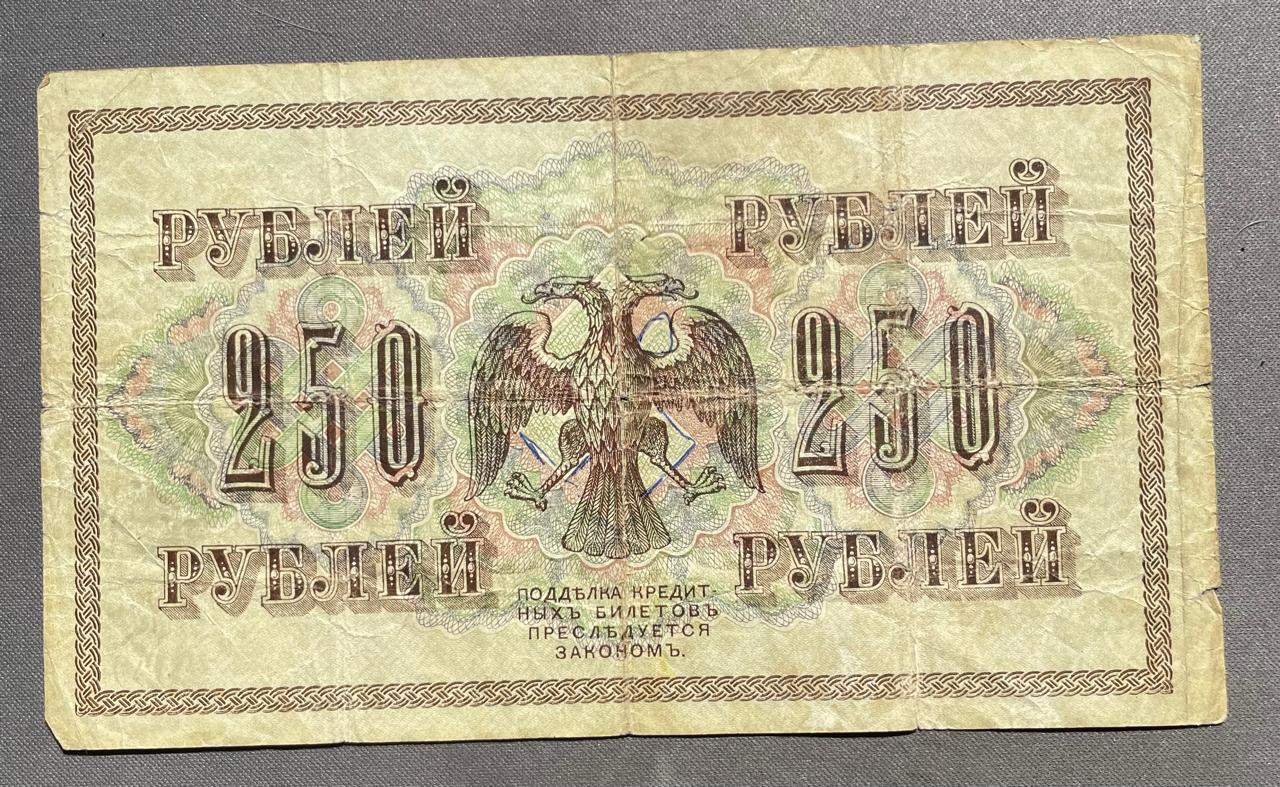 РУБЛЕЙ РУБЛЕЙ
250 250
РУБЛЕЙ РУБЛЕЙ
ПОДДѢЛКА КРЕДИТ-
НЫХЪ БИЛЕТОВЪ
ПРЕСЛѢДУЕТСЯ
ЗАКОНОМЪ.